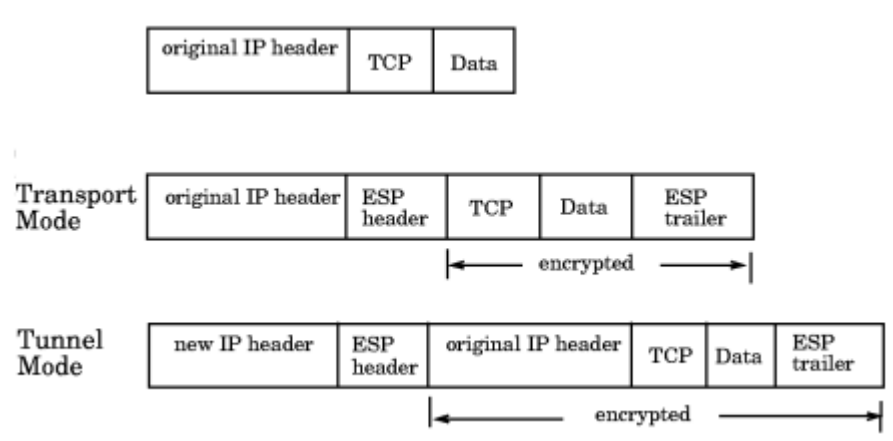 original IP header TCP Data
Transport Mode
original IP header ESP header TCP Data ESP trailer
encrypted
Tunnel Mode
new IP header ESP header original IP header TCP Data ESP trailer
encrypted